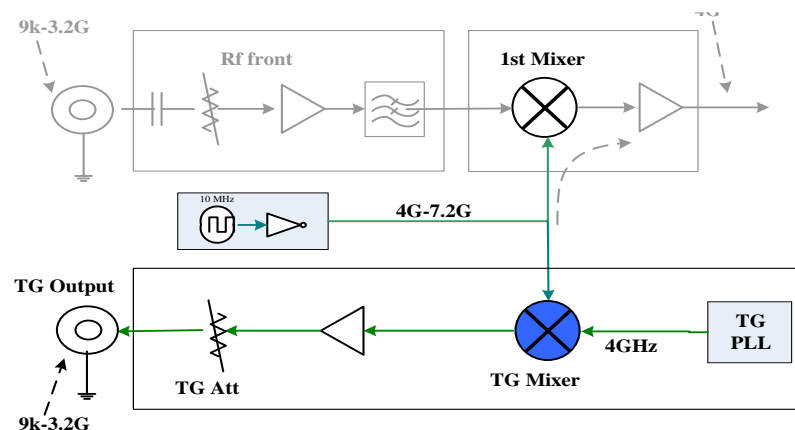 9k-3.2G
4G
Rf front
1st Mixer
10 MHz
4G-7.2G
TG Output
TG
PLL
4GHz
TG Mixer
TG Att
9k-3.2G